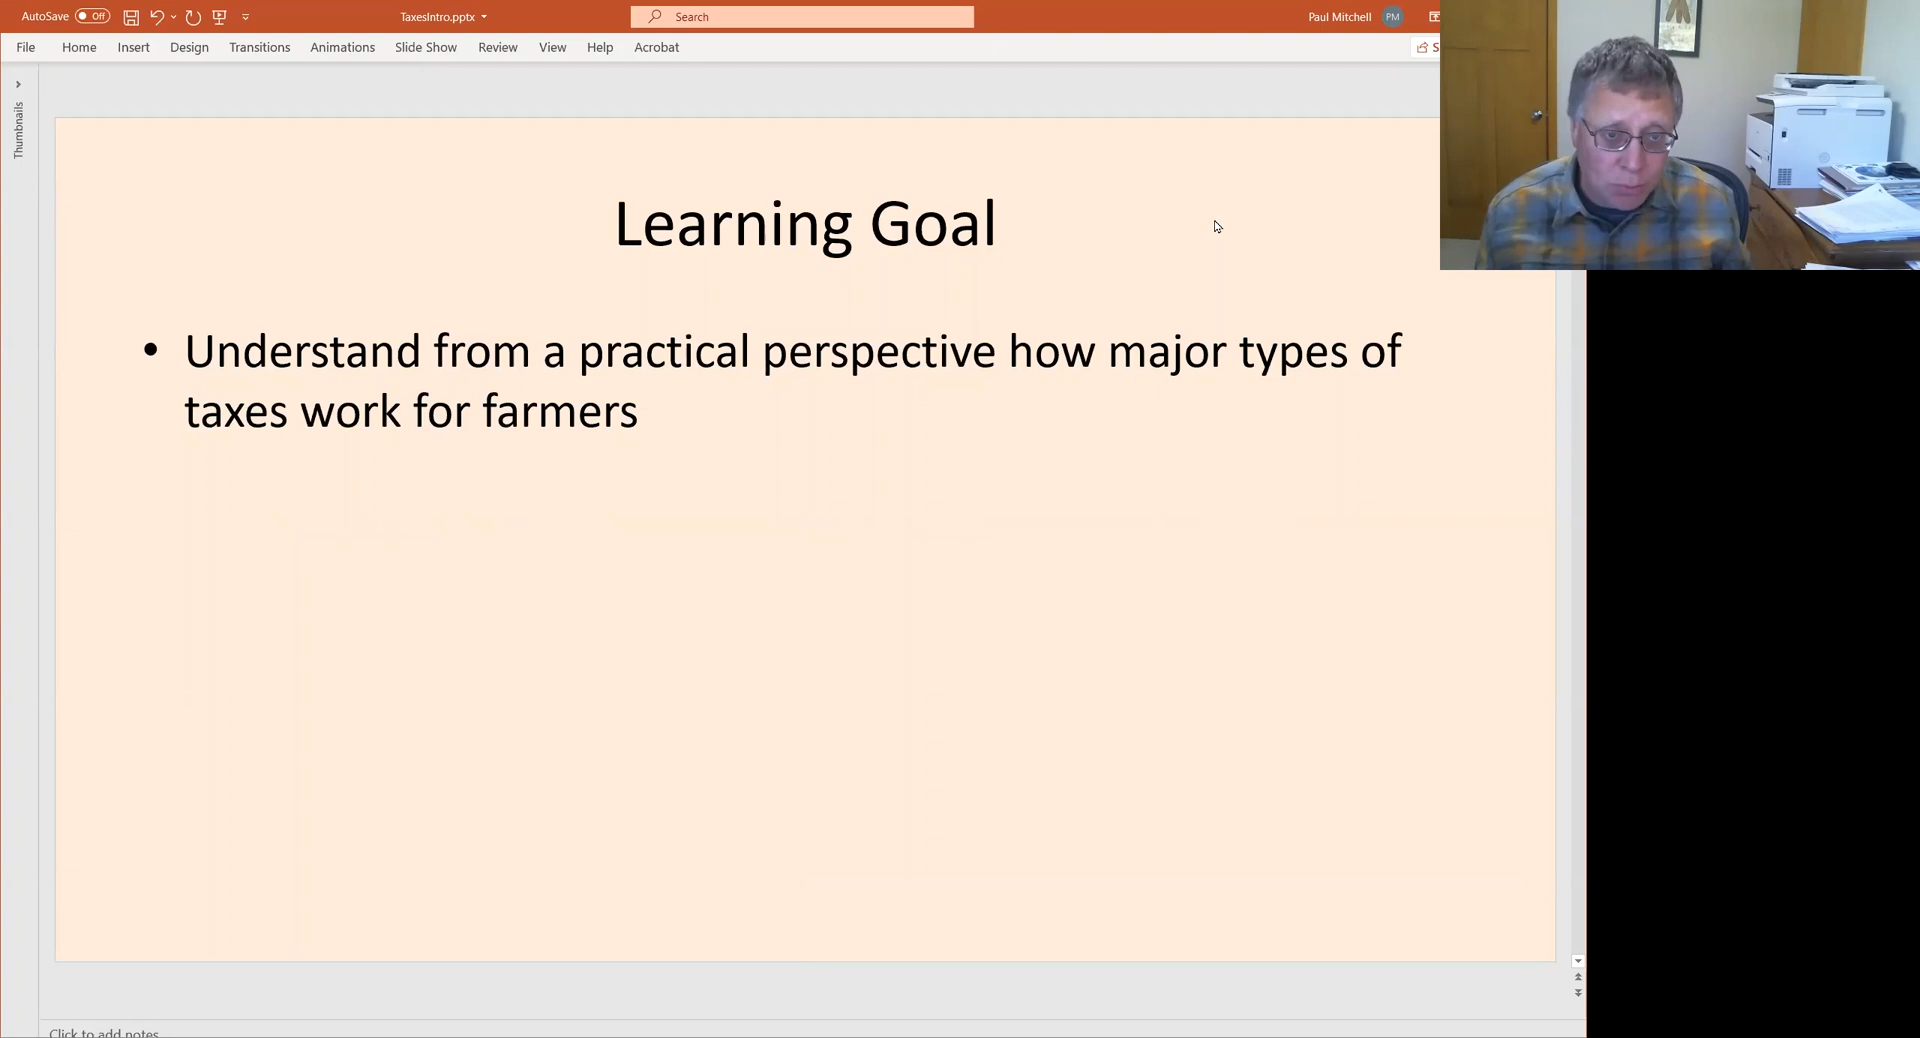 AutoSave Off TaxesIntro.pptx Search Paul Mitchell PM
File Home Insert Design Transitions Animations Slide Show Review View Help Acrobat S
Thumbnails
Learning Goal
• Understand from a practical perspective how major types of
taxes work for farmers
Click to add notes